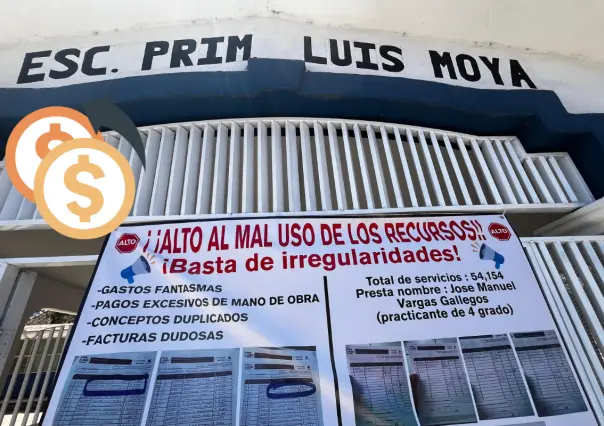 ESC. PRIM LUIS MOYA
¡¡ALTO AL MAL USO DE LOS RECURSOS!!
¡Basta de irregularidades!
ALTO
ALTO
-GASTOS FANTASMAS
-PAGOS EXCESIVOS DE MANO DE OBRA
-CONCEPTOS DUPLICADOS
-FACTURAS DUDOSAS
Total de servicios : 54,154
Presta nombre : Jose Manuel
Vargas Gallegos
(practicante de 4 grado)
$
$